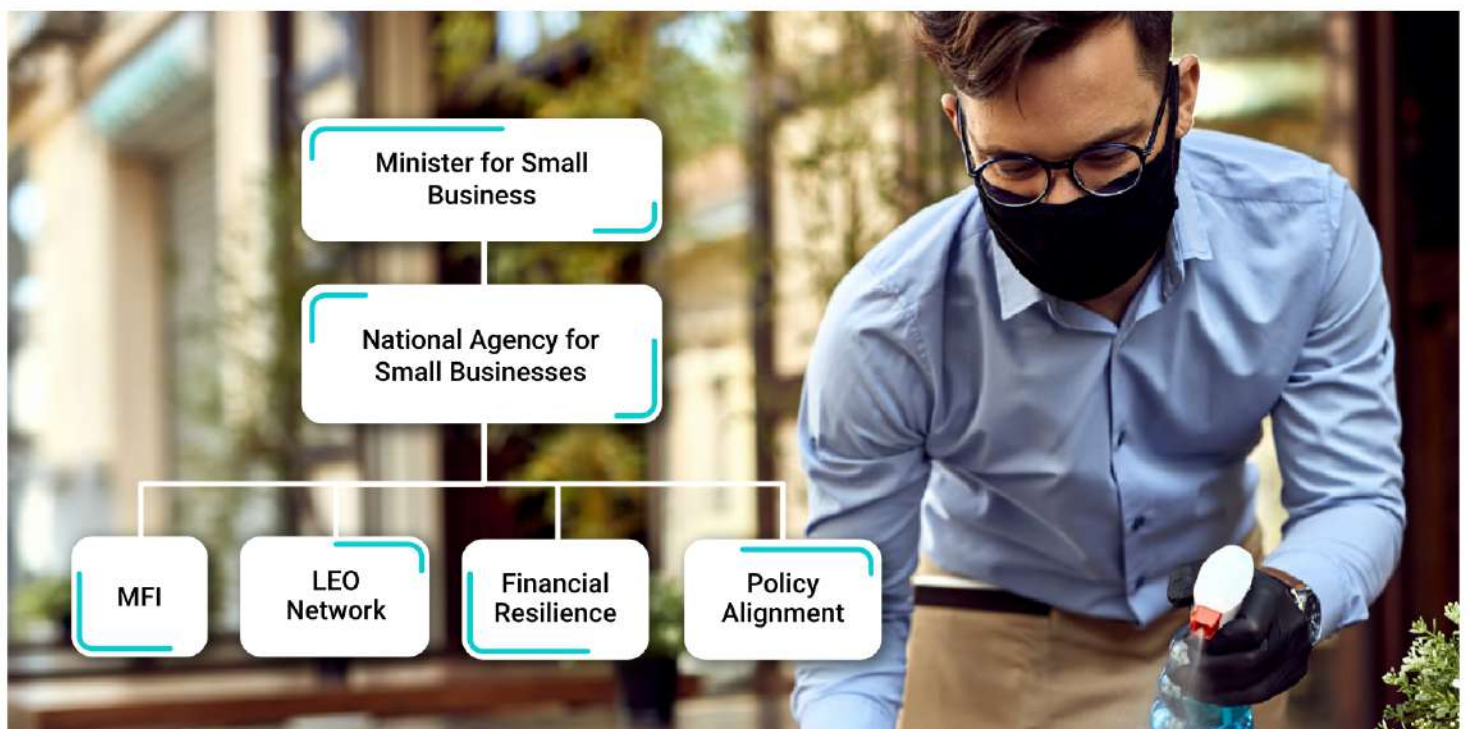 Minister for Small
Business
National Agency for
Small Businesses
MFI
LEO
Network
Financial
Resilience
Policy
Alignment